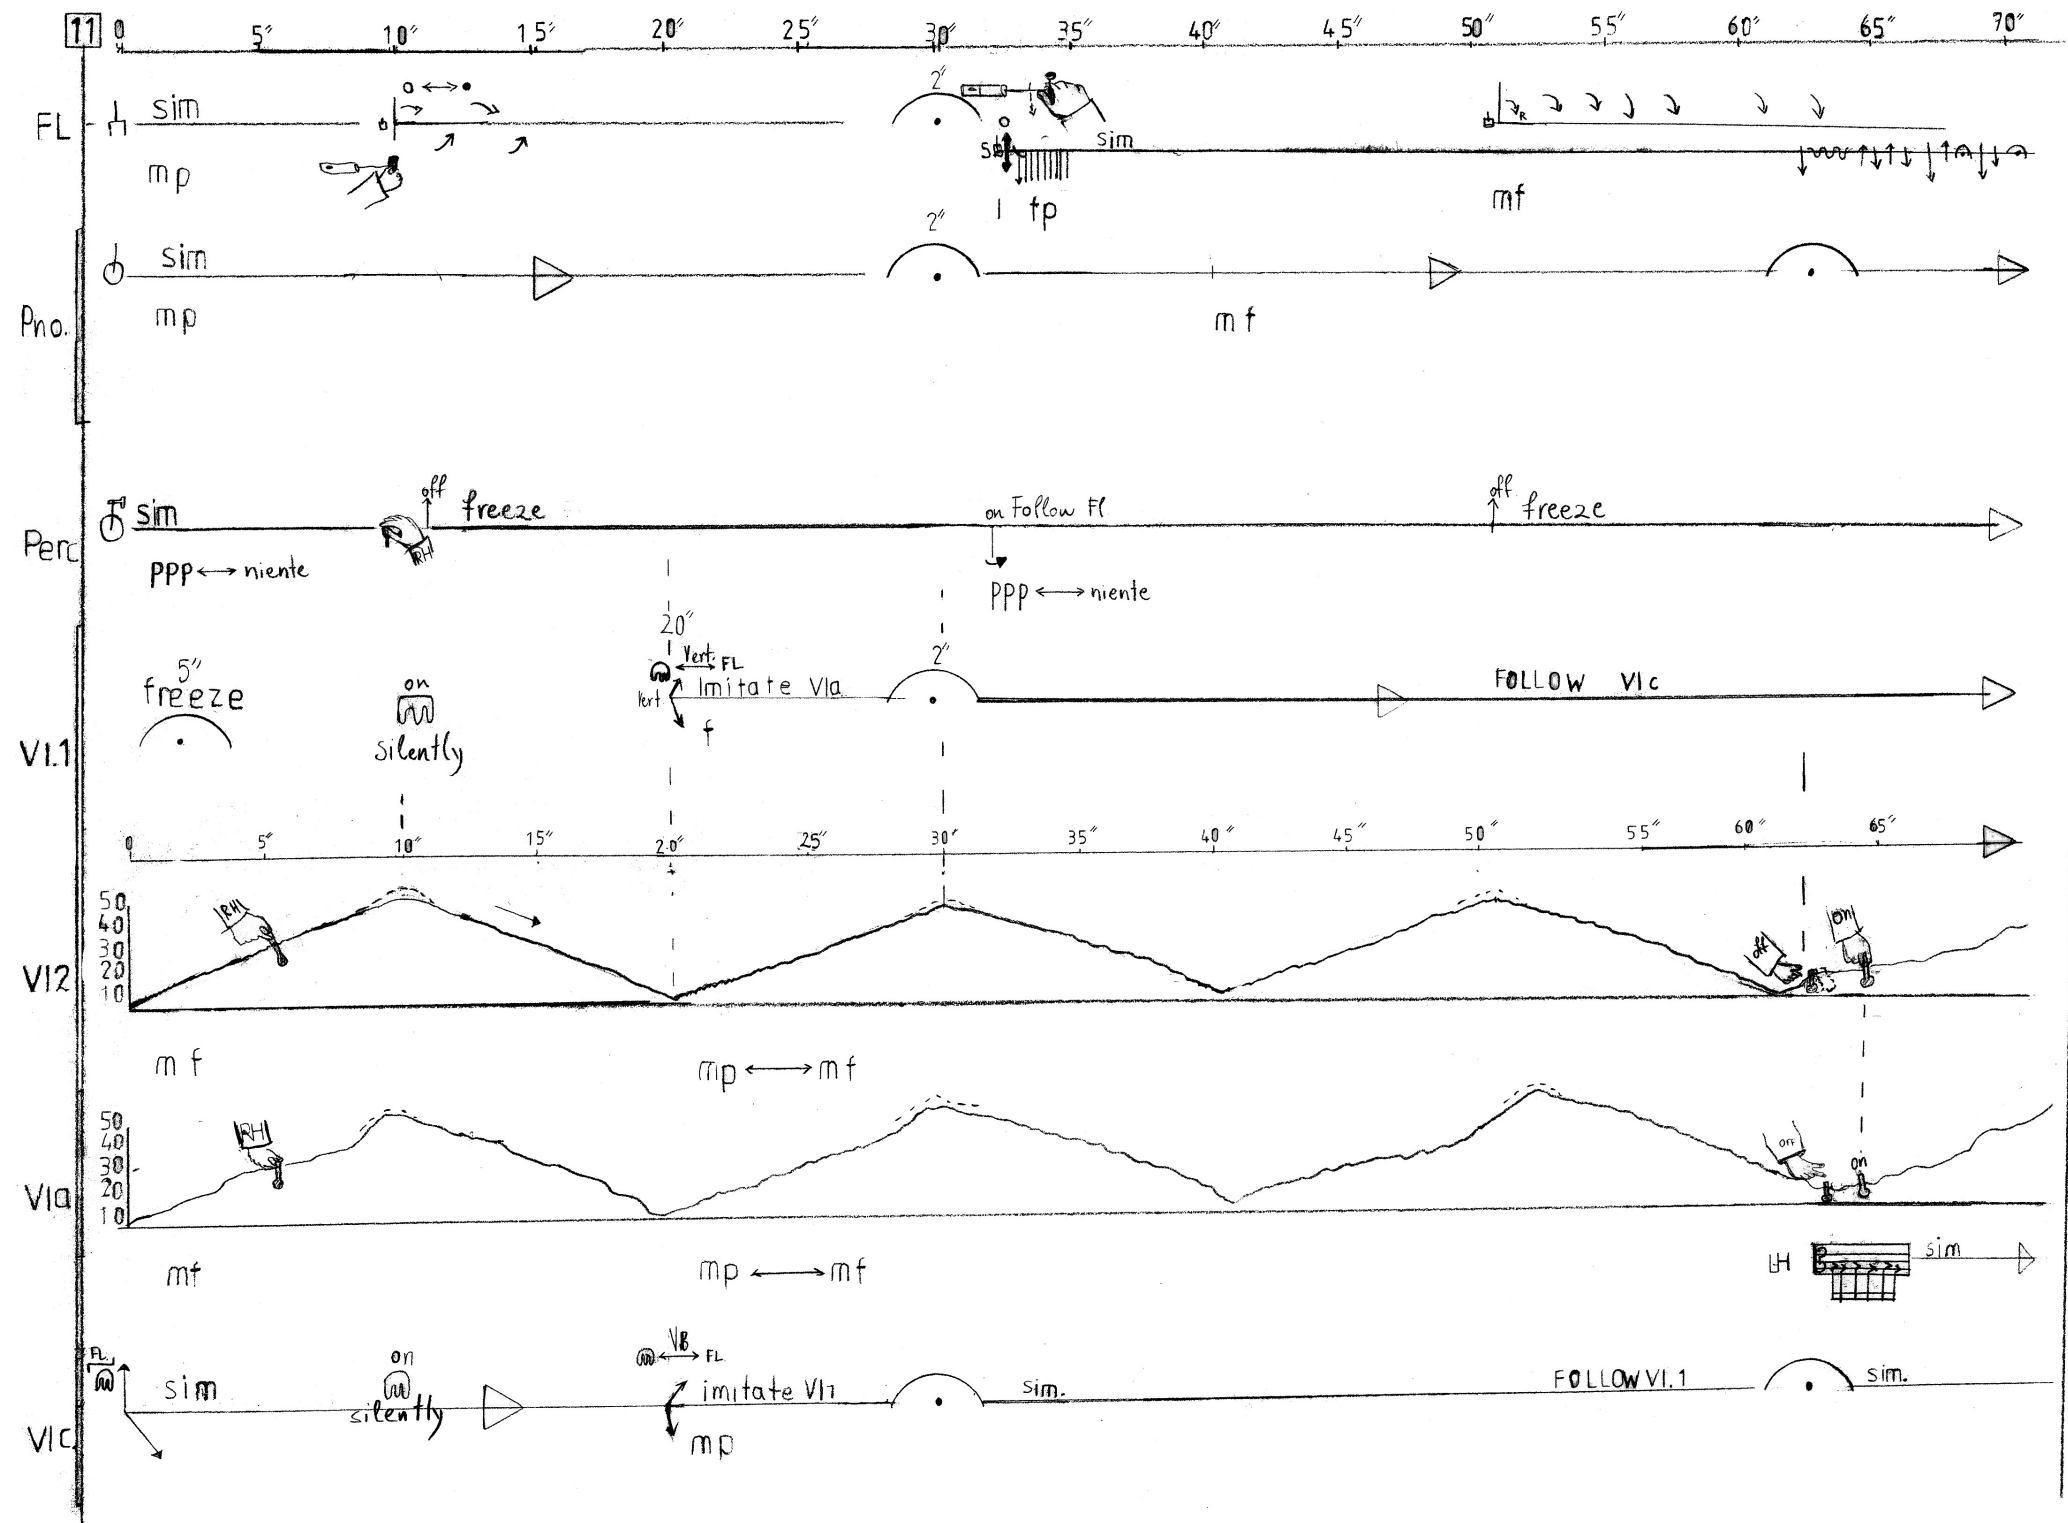 11 0 5″ 10″ 15″ 20″ 25″ 30″ 35″ 40″ 45″ 50″ 55″ 60″ 65″ 70″
2″
FL sim sim R
mp fp mf
2″
sim
Pno. mp mf
off off
sim freeze on Follow Fl freeze
Perc RH
ppp ↔ niente ppp ↔ niente
20″
5″ Vert. FL 2″
freeze on Vert Imitate Vla FOLLOW Vlc
f
Vl.1 silently
0 5″ 10″ 15″ 20″ 25″ 30″ 35″ 40″ 45″ 50″ 55″ 60″ 65″
50 RH on
40 off
30
Vl2 20
10
mf mp ↔ mf
50 RH
40 OFF
30 on
Vla 20
10
LH sim
mf mp ↔ mf
FL on VB FL
sim imitate Vl1 sim. FOLLOW Vl.1 sim.
silently
Vlc mp